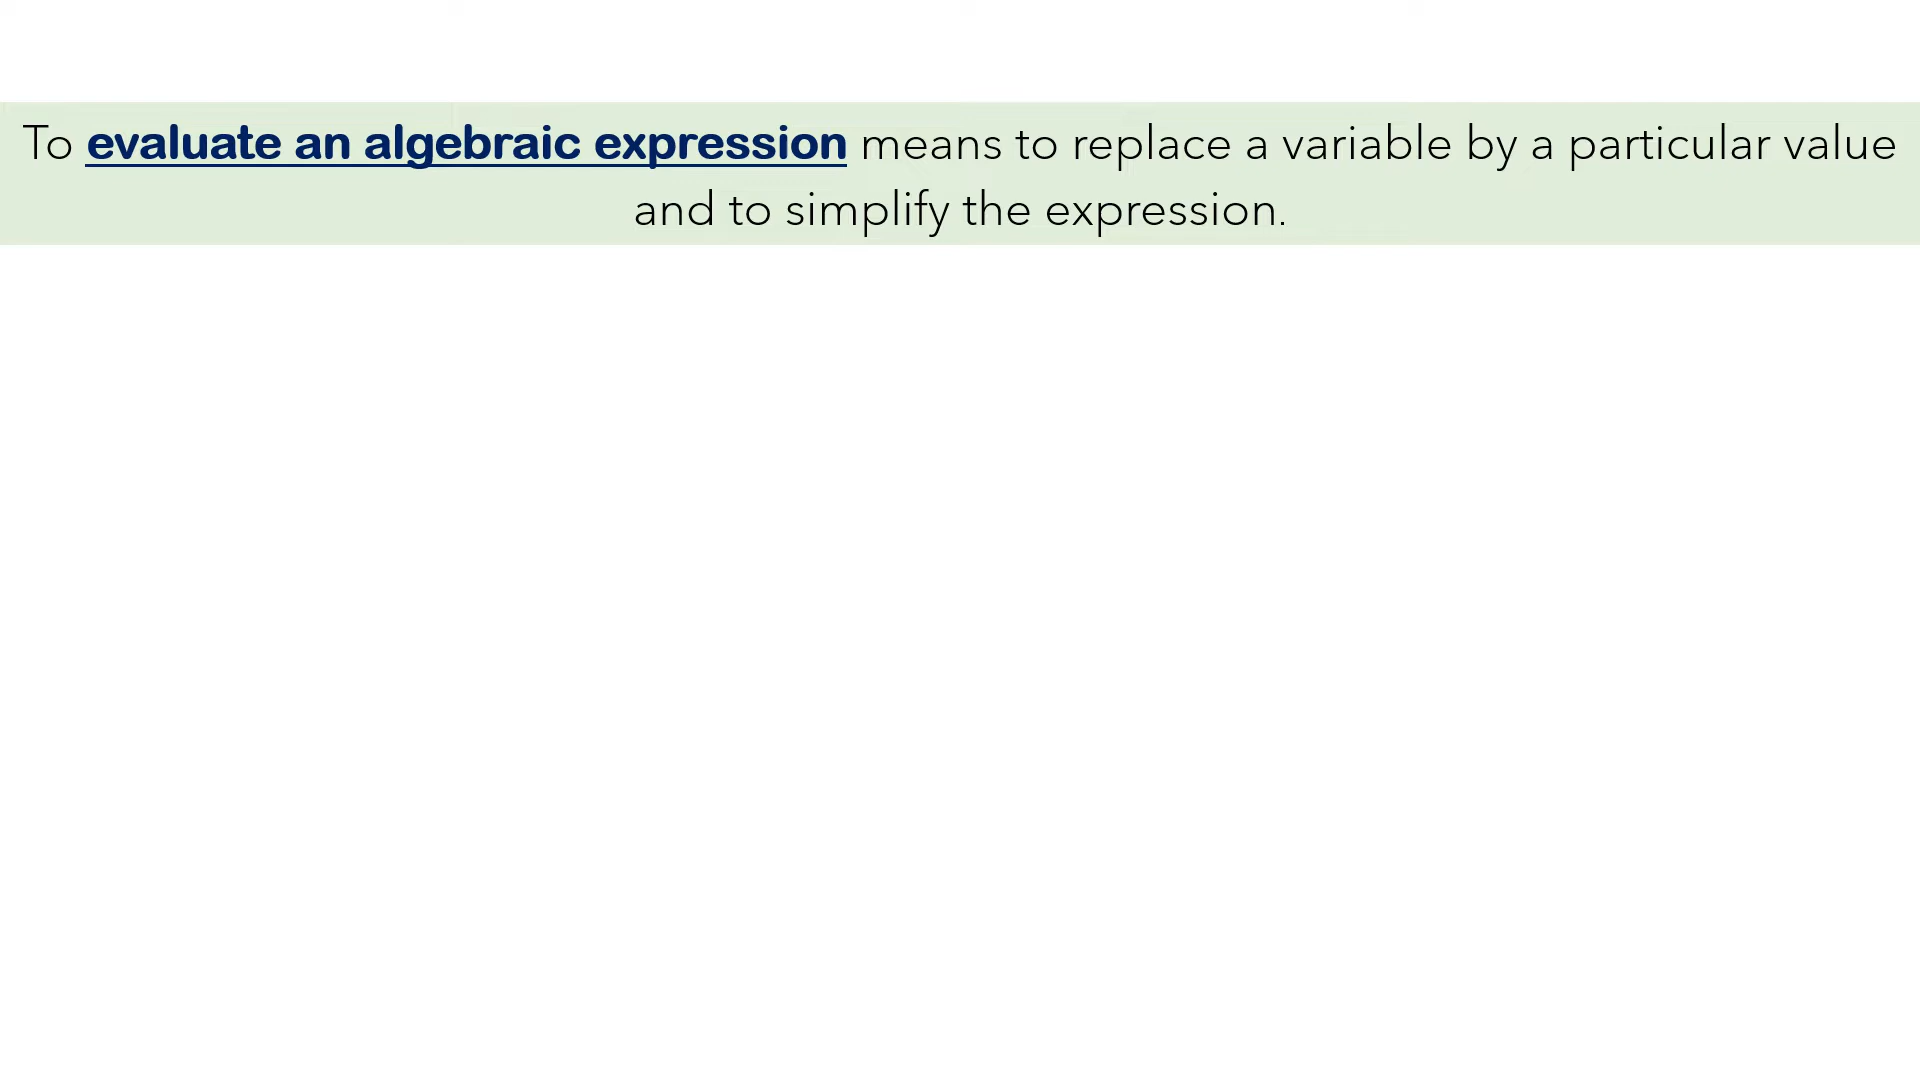 To evaluate an algebraic expression means to replace a variable by a particular value
and to simplify the expression.